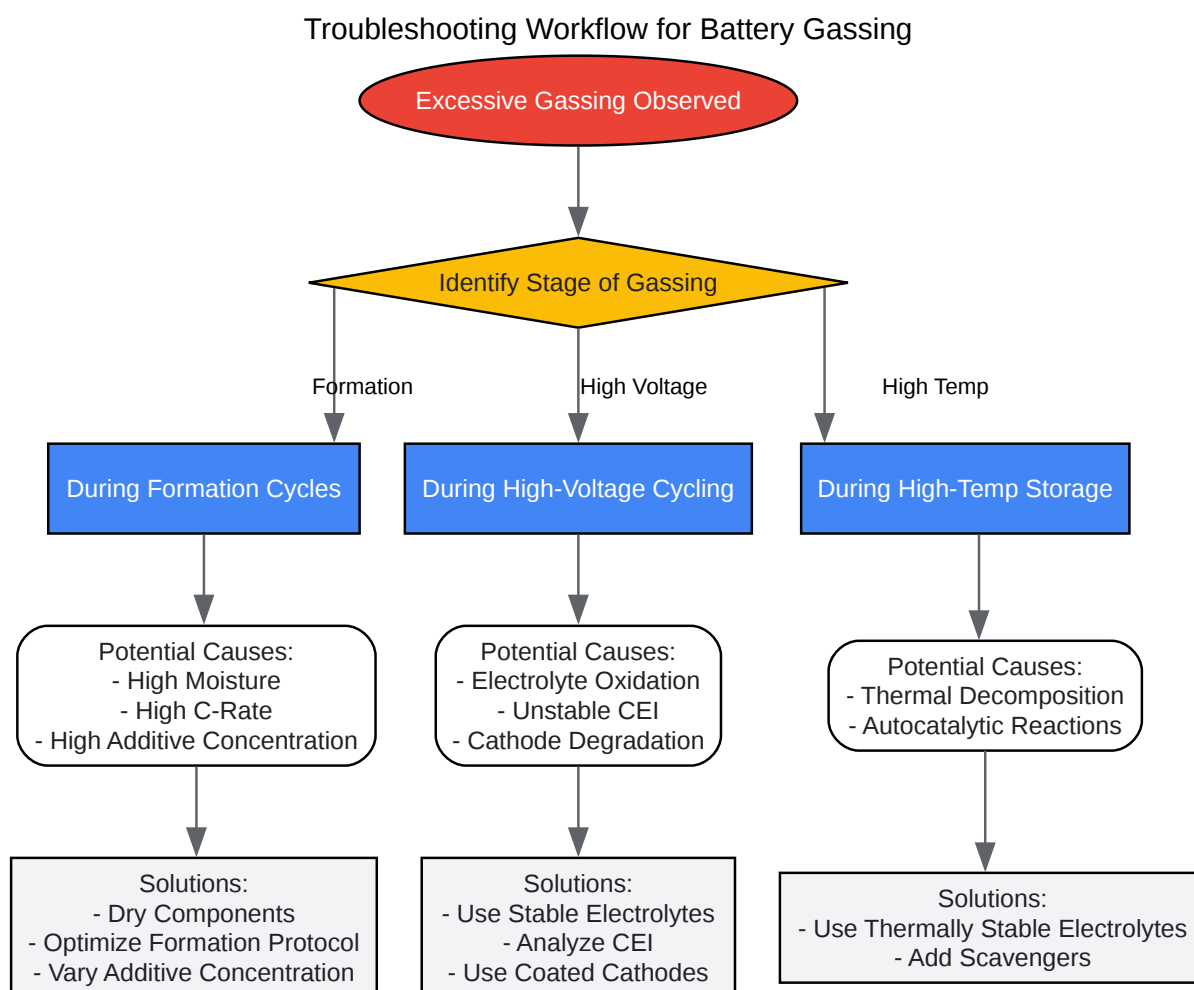 Troubleshooting Workflow for Battery Gassing
Excessive Gassing Observed
Identify Stage of Gassing
Formation
High Voltage
High Temp
During Formation Cycles
During High-Voltage Cycling
During High-Temp Storage
Potential Causes:
- High Moisture
- High C-Rate
- High Additive Concentration
Potential Causes:
- Electrolyte Oxidation
- Unstable CEI
- Cathode Degradation
Potential Causes:
- Thermal Decomposition
- Autocatalytic Reactions
Solutions:
- Dry Components
- Optimize Formation Protocol
- Vary Additive Concentration
Solutions:
- Use Stable Electrolytes
- Analyze CEI
- Use Coated Cathodes
Solutions:
- Use Thermally Stable Electrolytes
- Add Scavengers